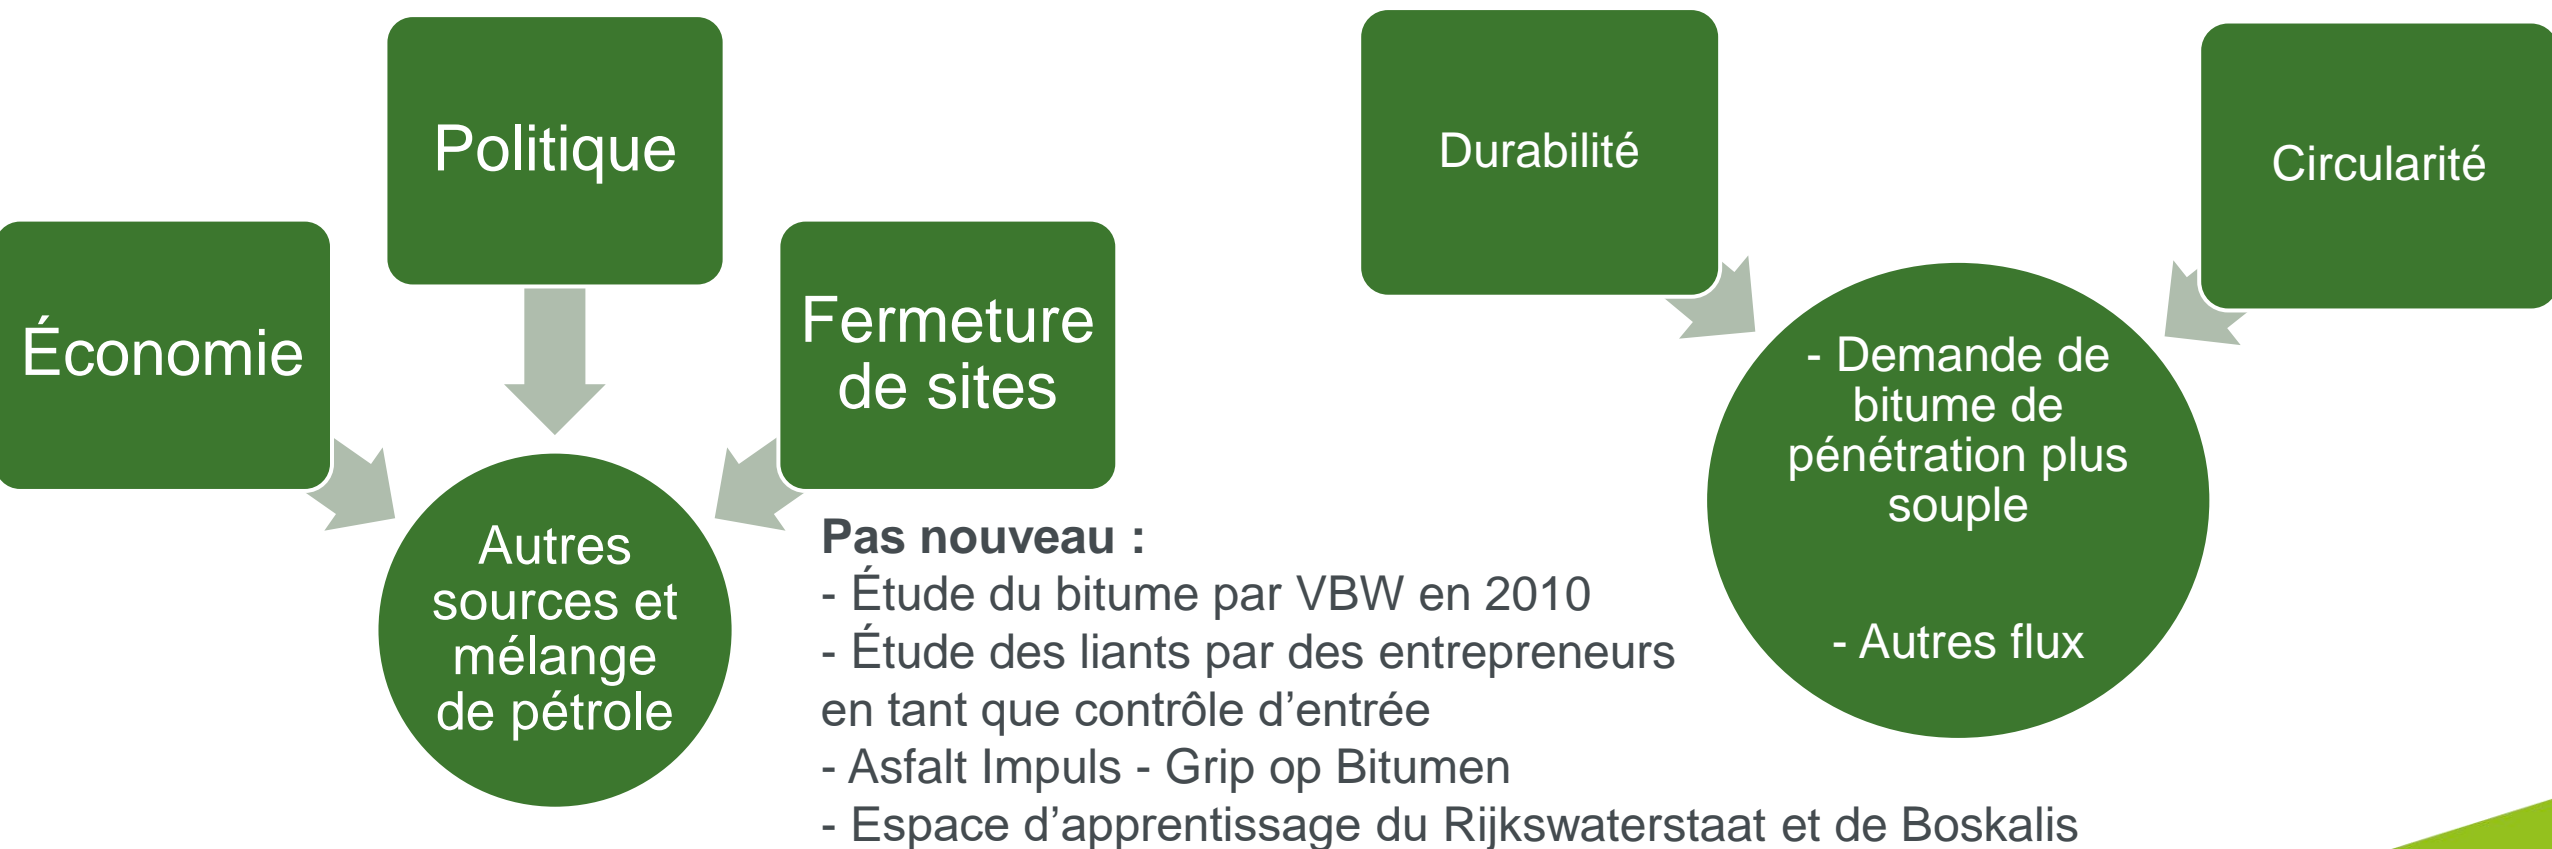 Politique
Économie
Fermeture
de sites
Autres
sources et
mélange
de pétrole
Durabilité
Circularité
- Demande de
bitume de
pénétration plus
souple
- Autres flux
Pas nouveau :
- Étude du bitume par VBW en 2010
- Étude des liants par des entrepreneurs
en tant que contrôle d’entrée
- Asfalt Impuls - Grip op Bitumen
- Espace d’apprentissage du Rijkswaterstaat et de Boskalis